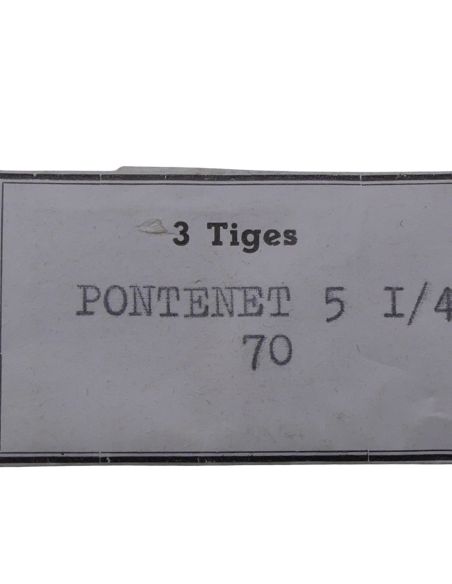 3 Tiges
PONTENET 5 I/4
70